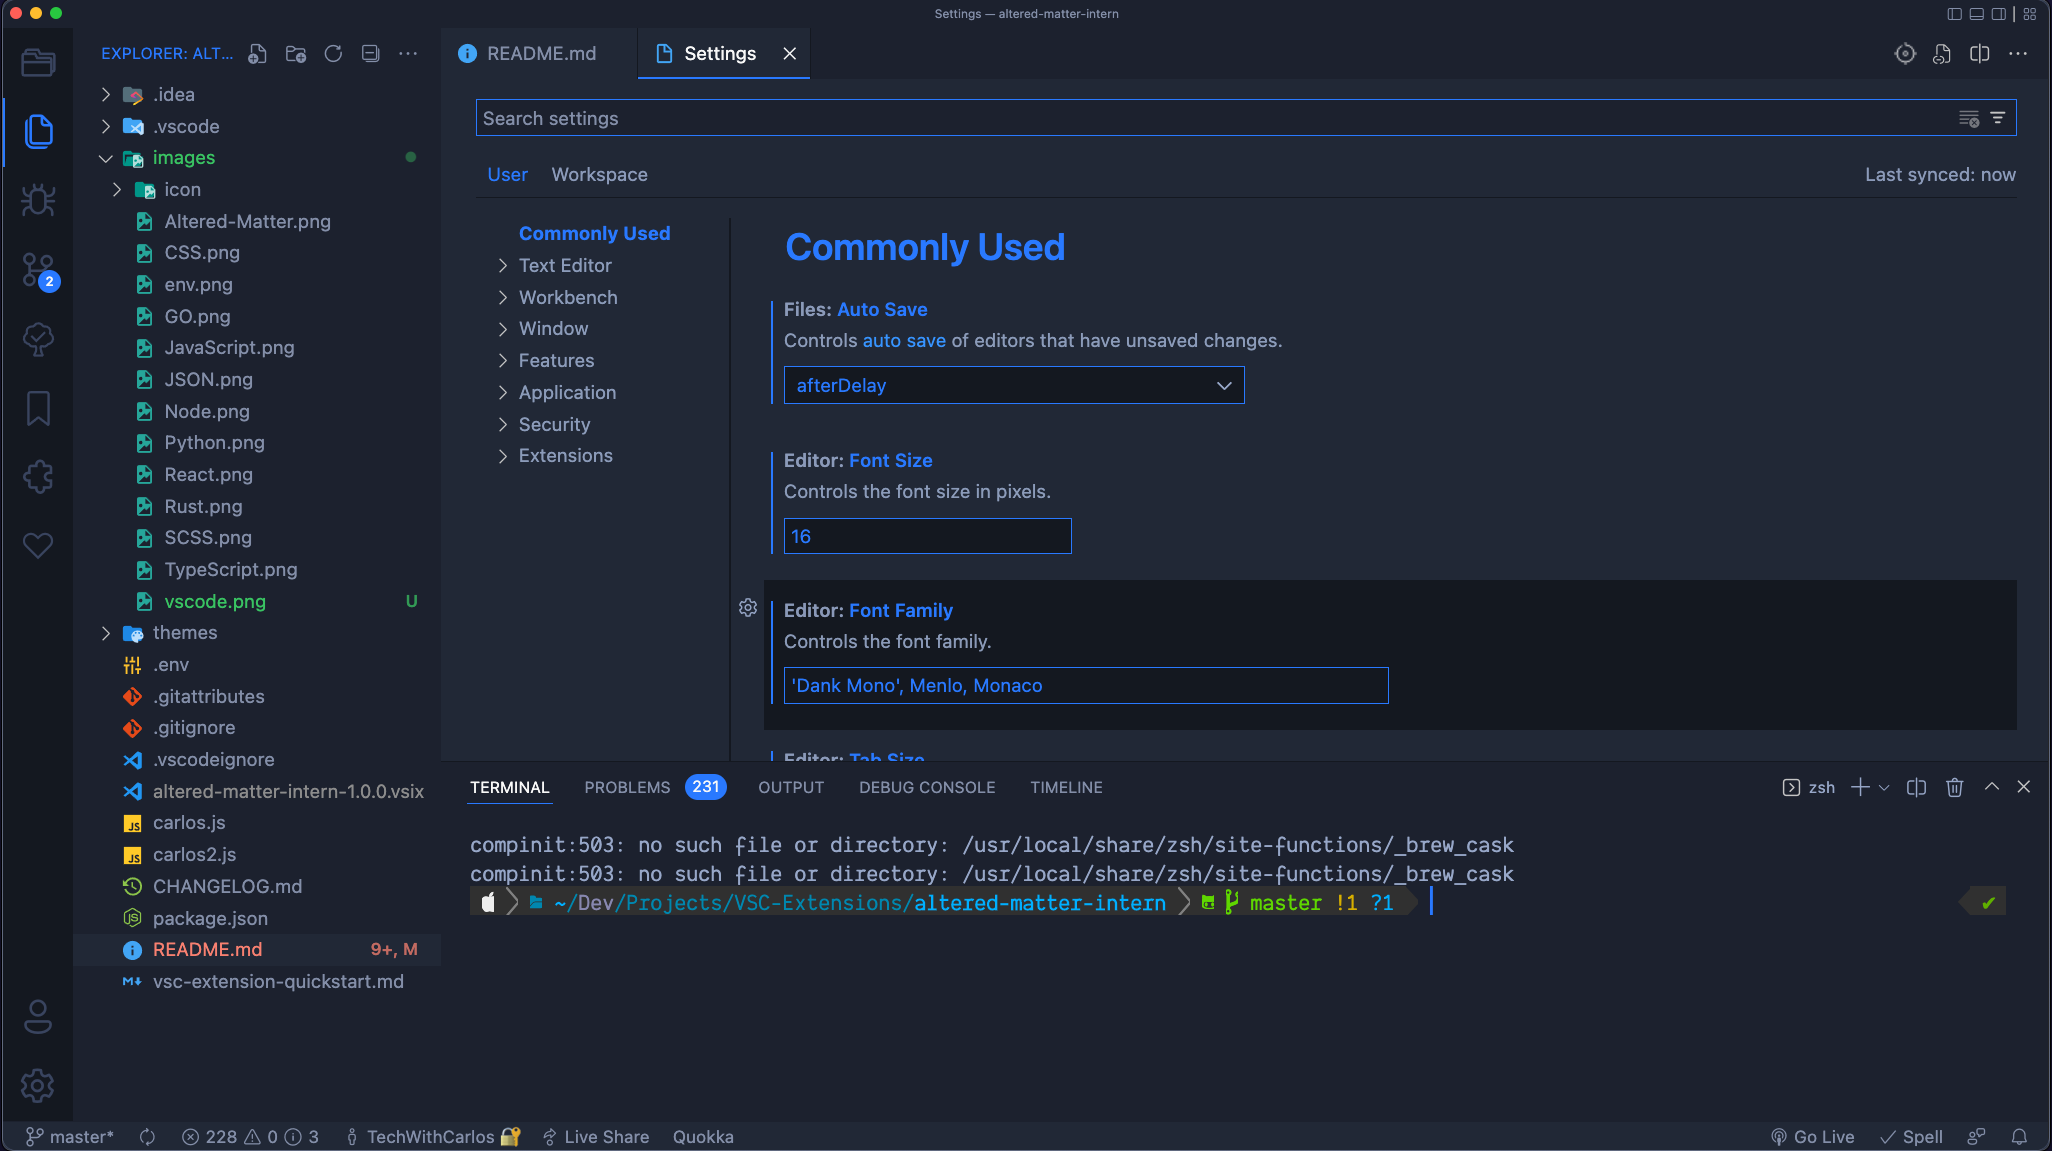 Settings — altered-matter-intern
EXPLORER: ALT...
README.md
Settings
.idea
.vscode
images
icon
Altered-Matter.png
CSS.png
env.png
GO.png
JavaScript.png
JSON.png
Node.png
Python.png
React.png
Rust.png
SCSS.png
TypeScript.png
vscode.png U
themes
.env
.gitattributes
.gitignore
.vscodeignore
altered-matter-intern-1.0.0.vsix
JS carlos.js
JS carlos2.js
CHANGELOG.md
package.json
README.md 9+, M
vsc-extension-quickstart.md
2
Search settings
User Workspace Last synced: now
Commonly Used
Text Editor
Workbench
Window
Features
Application
Security
Extensions
Commonly Used
Files: Auto Save
Controls auto save of editors that have unsaved changes.
afterDelay
Editor: Font Size
Controls the font size in pixels.
16
Editor: Font Family
Controls the font family.
'Dank Mono', Menlo, Monaco
Editor: Tab Size
TERMINAL PROBLEMS 231 OUTPUT DEBUG CONSOLE TIMELINE zsh
compinit:503: no such file or directory: /usr/local/share/zsh/site-functions/_brew_cask
compinit:503: no such file or directory: /usr/local/share/zsh/site-functions/_brew_cask
~/Dev/Projects/VSC-Extensions/altered-matter-intern master !1 ?1 ✔
master* 228 0 3 TechWithCarlos 🔐 Live Share Quokka Go Live Spell